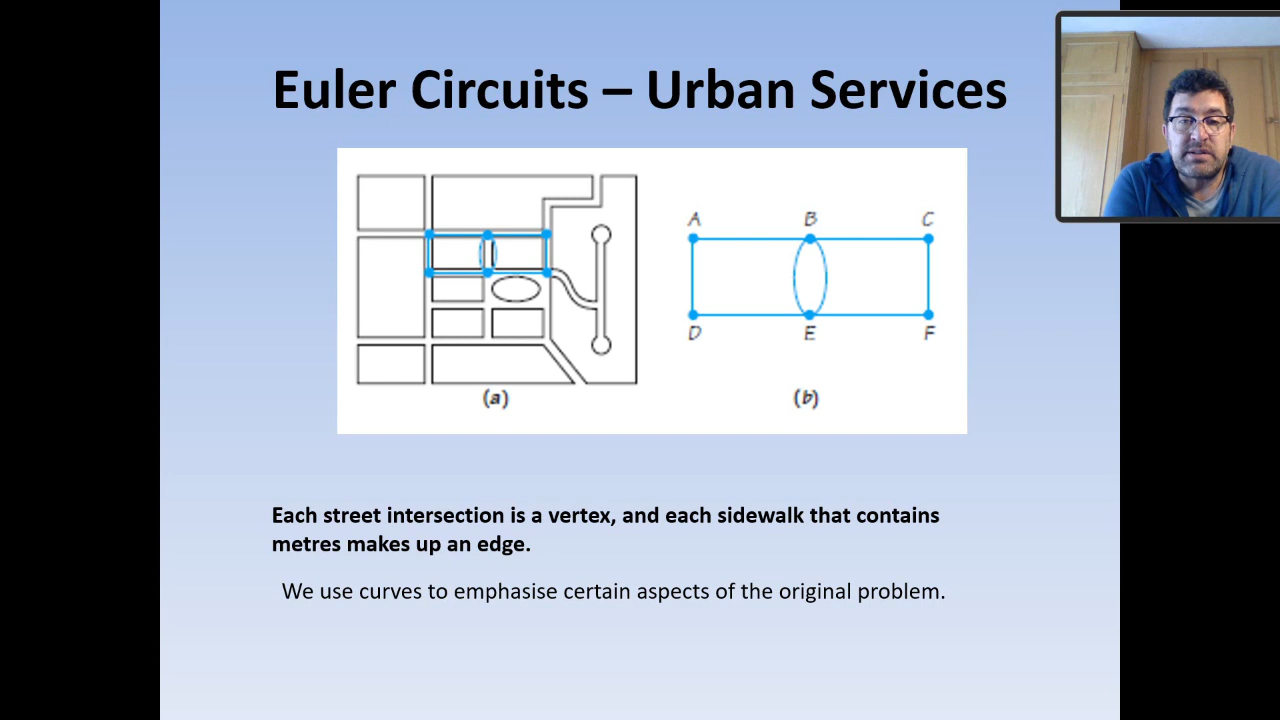 Euler Circuits – Urban Services
A B C
D E F
(a) (b)
Each street intersection is a vertex, and each sidewalk that contains
metres makes up an edge.
We use curves to emphasise certain aspects of the original problem.